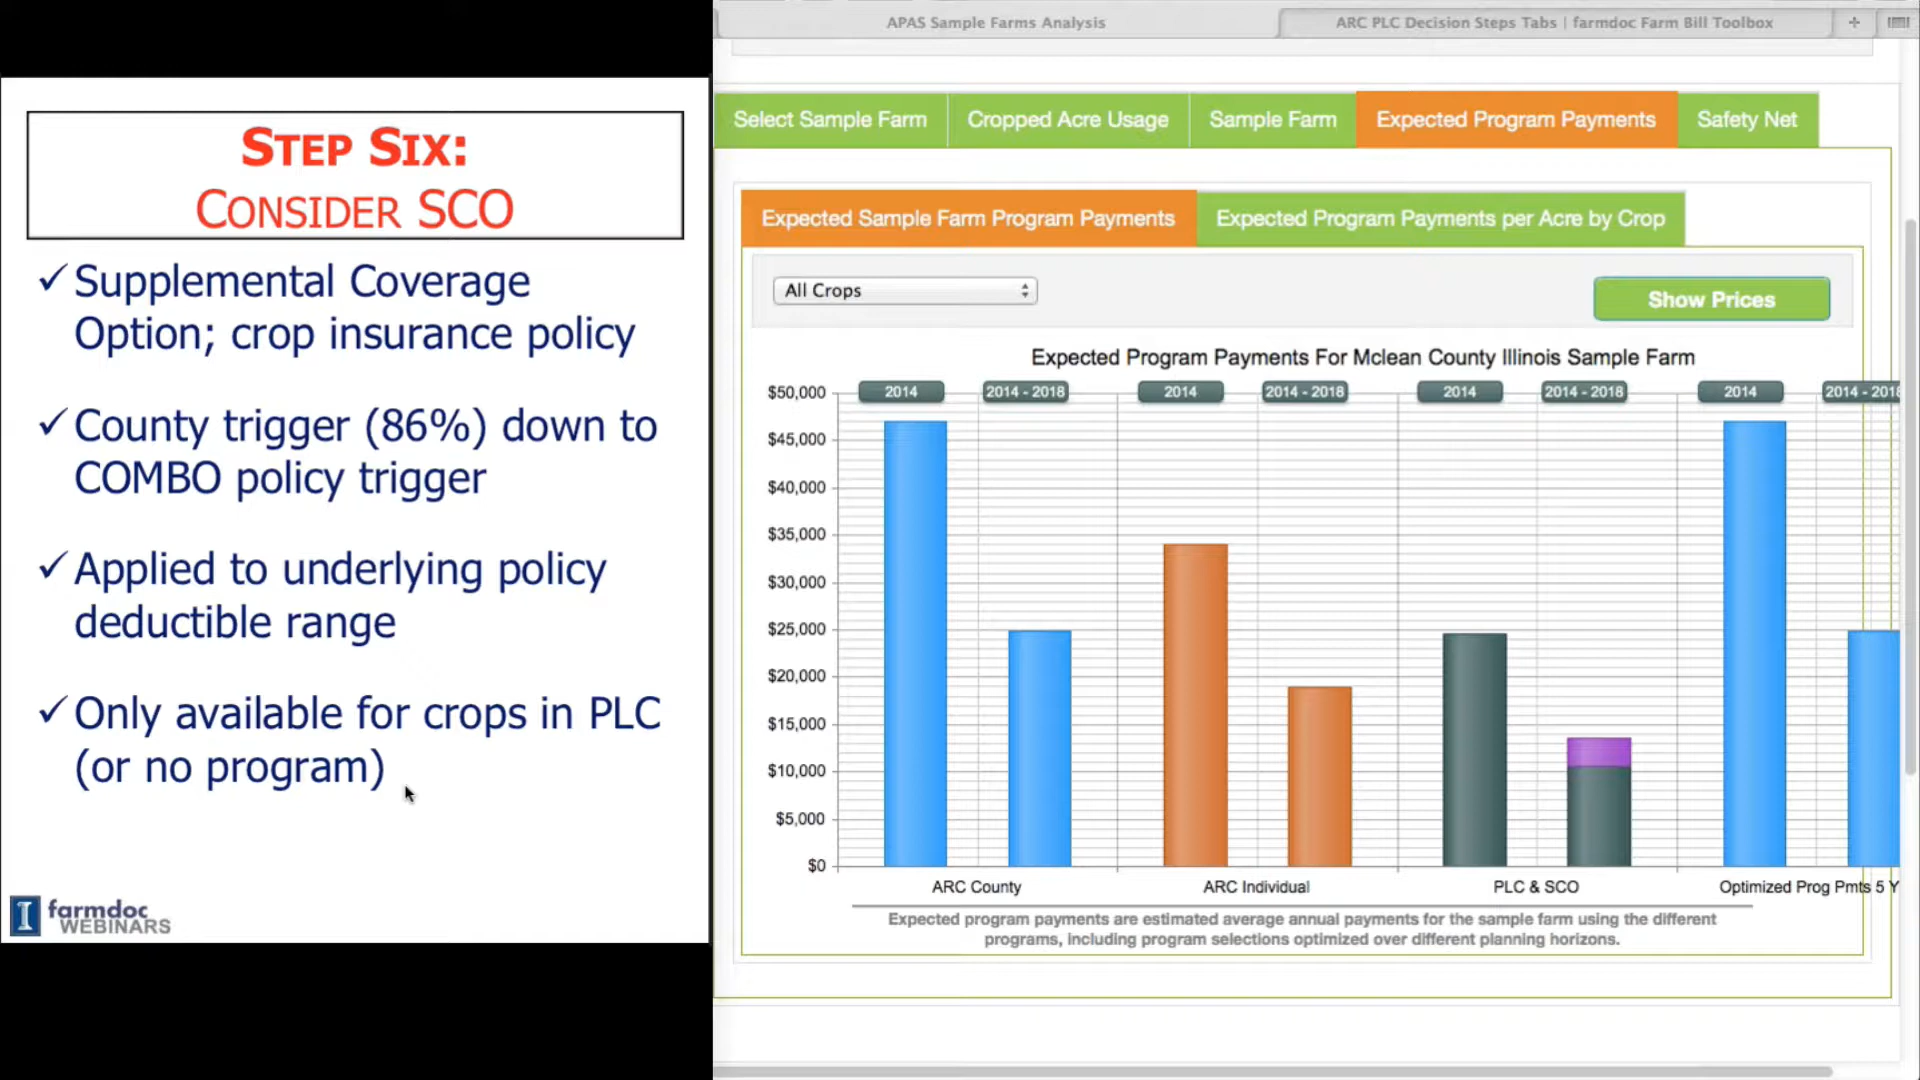 STEP SIX:
CONSIDER SCO
✓ Supplemental Coverage
Option; crop insurance policy
✓ County trigger (86%) down to
COMBO policy trigger
✓ Applied to underlying policy
deductible range
✓ Only available for crops in PLC
(or no program)
I farmdoc
WEBINARS
APAS Sample Farms Analysis
ARC PLC Decision Steps Tabs | farmdoc Farm Bill Toolbox
+
Select Sample Farm
Cropped Acre Usage
Sample Farm
Expected Program Payments
Safety Net
Expected Sample Farm Program Payments
Expected Program Payments per Acre by Crop
All Crops
Show Prices
Expected Program Payments For Mclean County Illinois Sample Farm
2014
2014 - 2018
2014
2014 - 2018
2014
2014 - 2018
2014
2014 - 2018
$50,000
$45,000
$40,000
$35,000
$30,000
$25,000
$20,000
$15,000
$10,000
$5,000
$0
ARC County
ARC Individual
PLC & SCO
Optimized Prog Pmts 5 Y
Expected program payments are estimated average annual payments for the sample farm using the different
programs, including program selections optimized over different planning horizons.